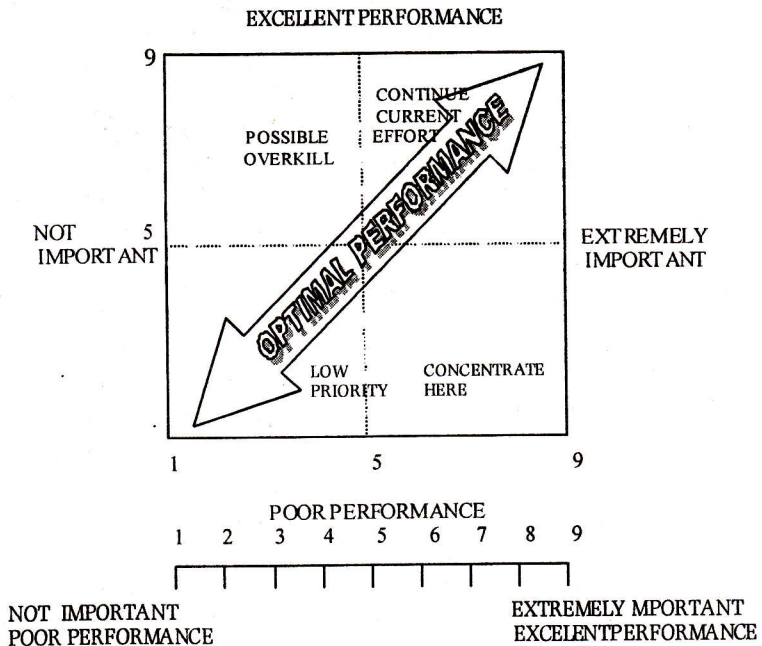 EXCELLENT PERFORMANCE
9
CONTINUE
CURRENT
EFFORT
POSSIBLE
OVERKILL
OPTIMAL PERFORMANCE
NOT
IMPORTANT
5
EXTREMELY
IMPORTANT
LOW
PRIORITY
CONCENTRATE
HERE
1 5 9
POOR PERFORMANCE
1 2 3 4 5 6 7 8 9
NOT IMPORTANT
POOR PERFORMANCE
EXTREMELY MPORTANT
EXCELENTPERFORMANCE